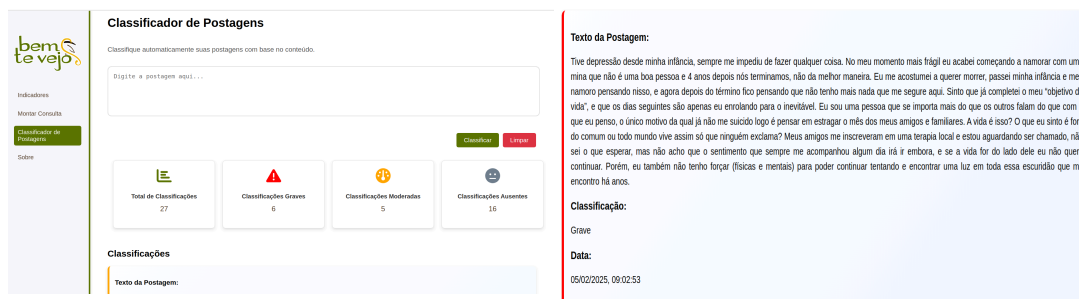 bem
te vejo
Indicadores
Montar Consulta
Classificador de
Postagens
Sobre
Classificador de Postagens
Classifique automaticamente suas postagens com base no conteúdo.
Digite a postagem aqui...
Classificar
Limpar
Total de Classificações
27
Classificações Graves
6
Classificações Moderadas
5
Classificações Ausentes
16
Classificações
Texto da Postagem:
Texto da Postagem:
Tive depressão desde minha infância, sempre me impediu de fazer qualquer coisa. No meu momento mais frágil eu acabei começando a namorar com um
mina que não é uma boa pessoa e 4 anos depois nós terminamos, não da melhor maneira. Eu me acostumei a querer morrer, passei minha infância e me
namoro pensando nisso, e agora depois do término fico pensando que não tenho mais nada que me segure aqui. Sinto que já completei o meu "objetivo d
vida", e que os dias seguintes são apenas eu enrolando para o inevitável. Eu sou uma pessoa que se importa mais do que os outros falam do que com
que eu penso, o único motivo da qual já não me suicido logo é pensar em estragar o mês dos meus amigos e familiares. A vida é isso? O que eu sinto é for
do comum ou todo mundo vive assim só que ninguém exclama? Meus amigos me inscreveram em uma terapia local e estou aguardando ser chamado, nã
sei o que esperar, mas não acho que o sentimento que sempre me acompanhou algum dia irá ir embora, e se a vida for do lado dele eu não quer
continuar. Porém, eu também não tenho forçar (físicas e mentais) para poder continuar tentando e encontrar uma luz em toda essa escuridão que m
encontro há anos.
Classificação:
Grave
Data:
05/02/2025, 09:02:53